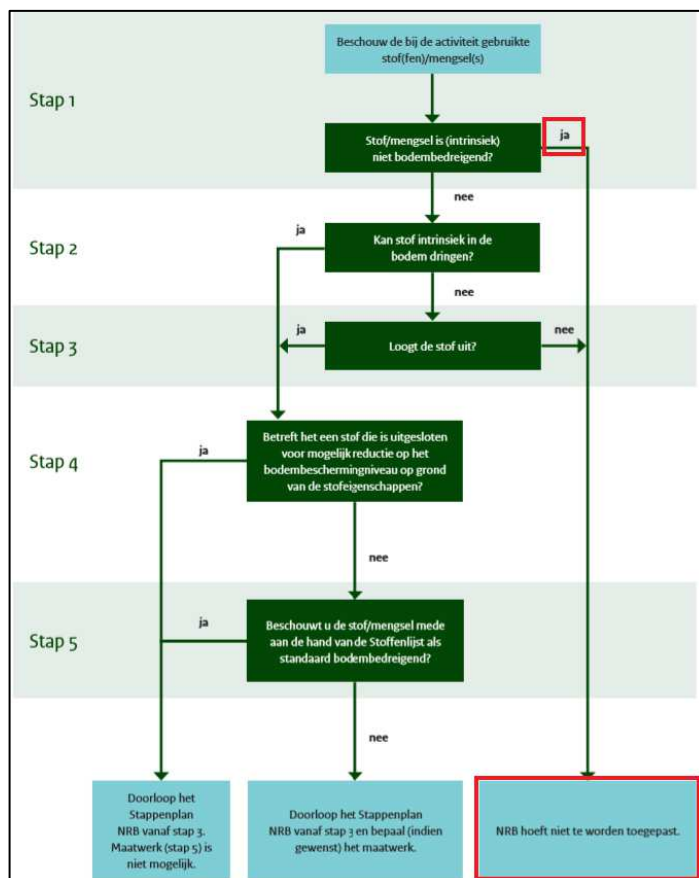 Beschouw de bij de activiteit gebruikte
stof(fen)/mengsel(s)
Stap 1
Stof/mengsel is (intrinsiek)
niet bodembedreigend?
ja
nee
Stap 2
ja
Kan stof intrinsiek in de
bodem dringen?
nee
Stap 3
ja
Loogt de stof uit?
nee
Stap 4
ja
Betreft het een stof die is uitgesloten
voor mogelijk reductie op het
bodembeschermingniveau op grond
van de stofeigenschappen?
nee
Stap 5
ja
Beschouwt u de stof/mengsel mede
aan de hand van de Stoffenlijst als
standaard bodembedreigend?
nee
Doorloop het
Stappenplan
NRB vanaf stap 3.
Maatwerk (stap 5) is
niet mogelijk.
Doorloop het Stappenplan
NRB vanaf stap 3 en bepaal (indien
gewenst) het maatwerk.
NRB hoeft niet te worden toegepast.